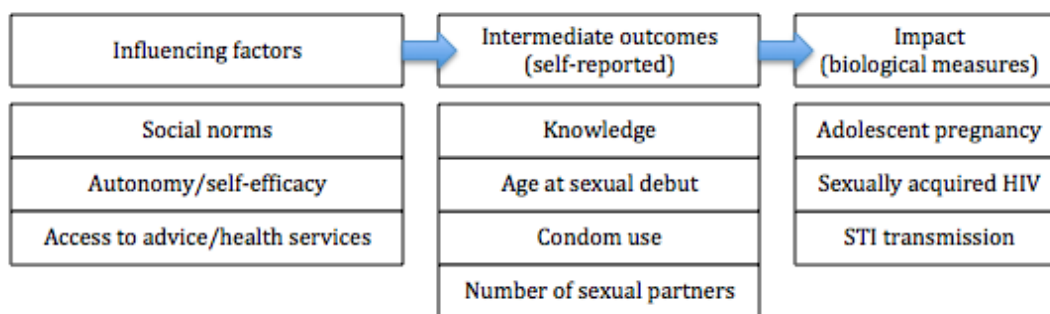 Influencing factors
Intermediate outcomes
(self-reported)
Impact
(biological measures)
Social norms
Knowledge
Adolescent pregnancy
Autonomy/self-efficacy
Age at sexual debut
Sexually acquired HIV
Access to advice/health services
Condom use
STI transmission
Number of sexual partners